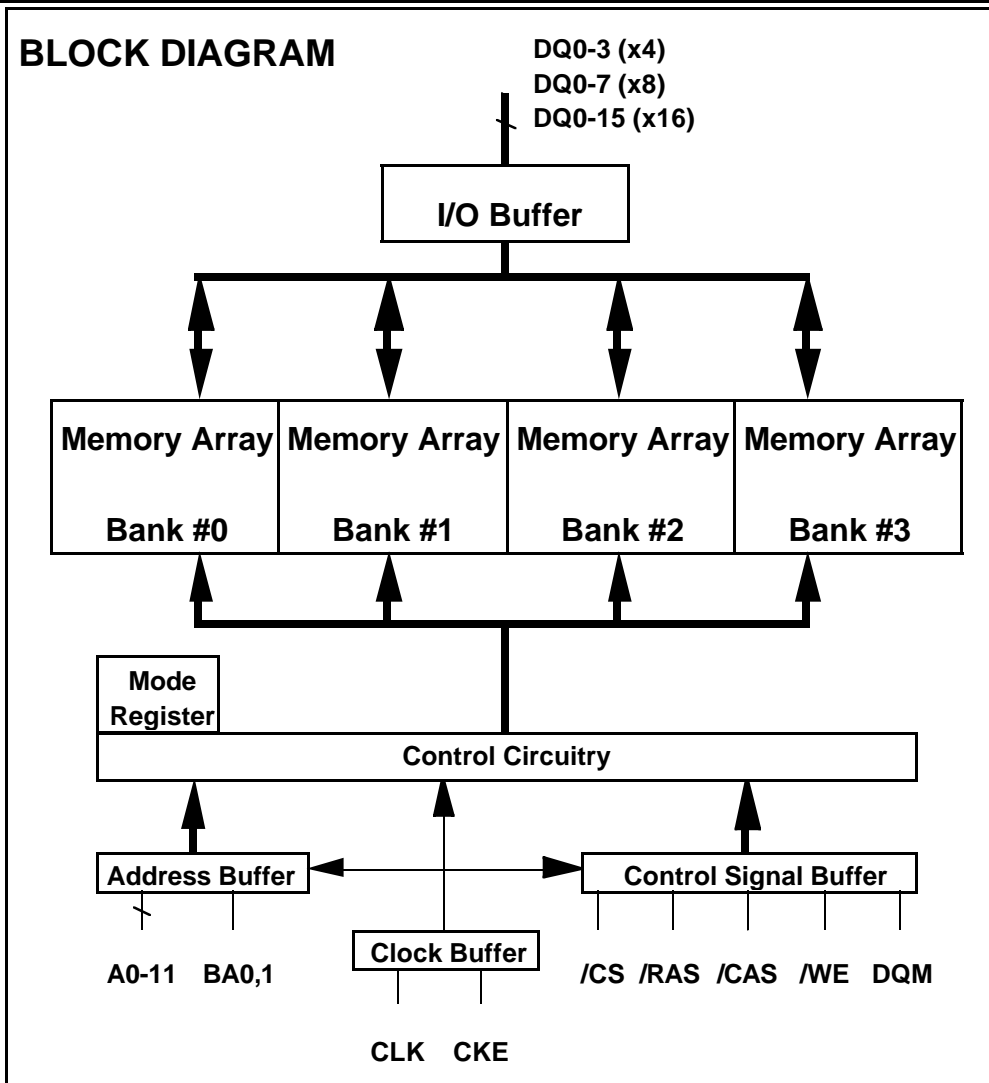 BLOCK DIAGRAM
DQ0-3 (x4)
DQ0-7 (x8)
DQ0-15 (x16)
I/O Buffer
Memory Array Memory Array Memory Array Memory Array
Bank #0 Bank #1 Bank #2 Bank #3
Mode
Register
Control Circuitry
Address Buffer Control Signal Buffer
Clock Buffer
A0-11 BA0,1 /CS /RAS /CAS /WE DQM
CLK CKE